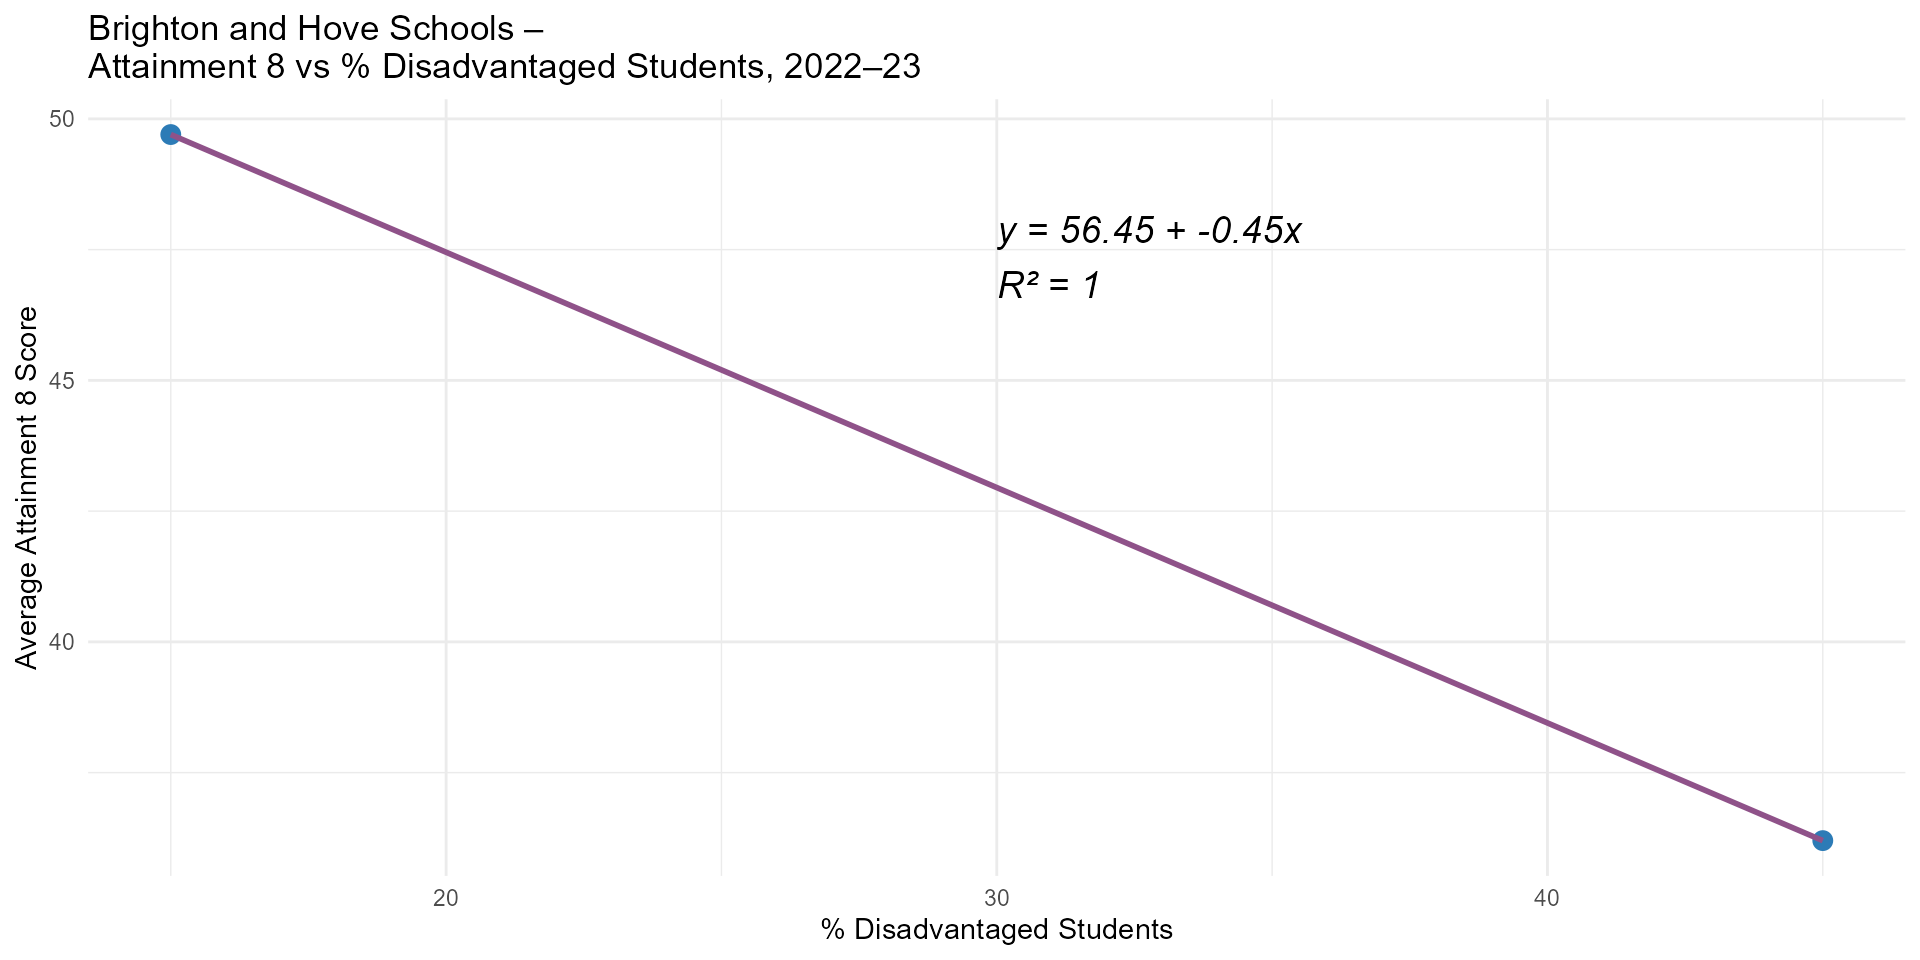 Brighton and Hove Schools –
Attainment 8 vs % Disadvantaged Students, 2022–23
50
45
40
Average Attainment 8 Score
y = 56.45 + -0.45x
R² = 1
20
30
40
% Disadvantaged Students